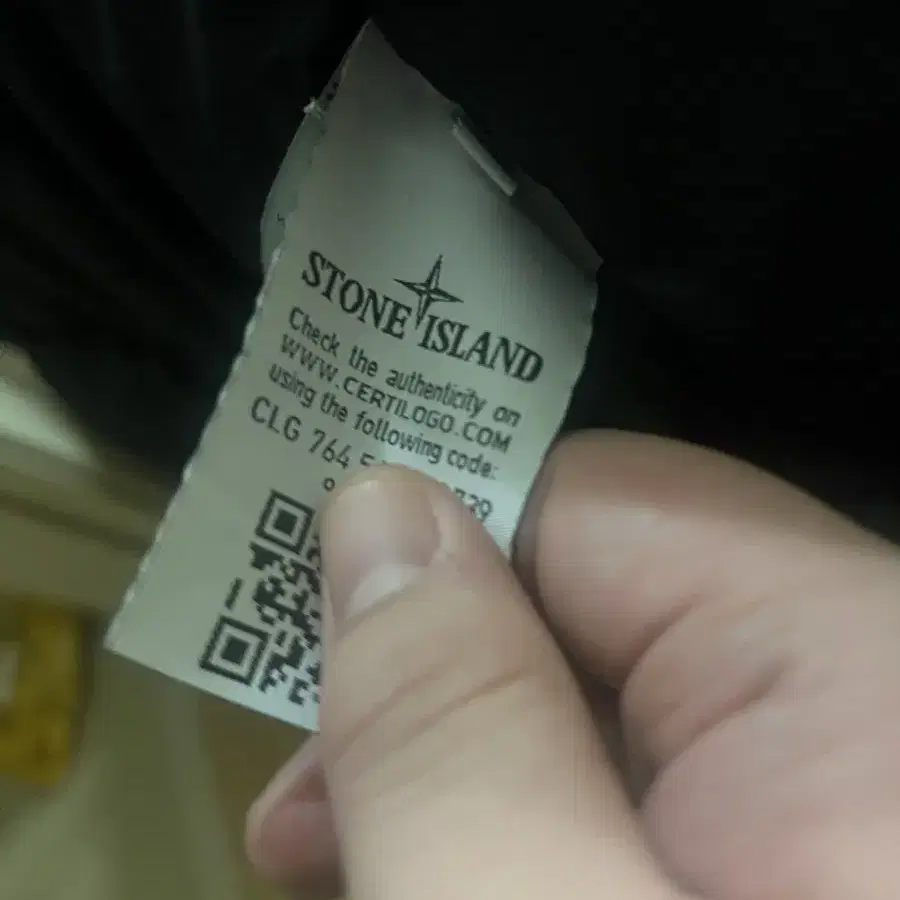 STONE ISLAND
Check the authenticity on
WWW.CERTILOGO.COM
using the following code:
CLG 764